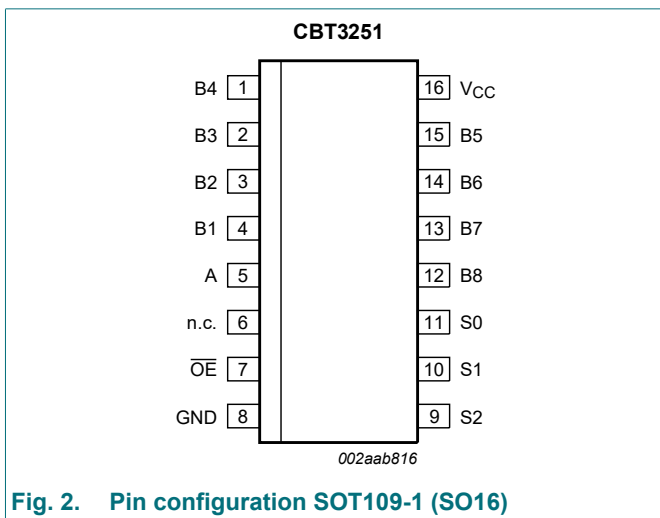 CBT3251
B4 1 16 VCC
B3 2 15 B5
B2 3 14 B6
B1 4 13 B7
A 5 12 B8
n.c. 6 11 S0
OE 7 10 S1
GND 8 9 S2
002aab816
Fig. 2. Pin configuration SOT109-1 (SO16)